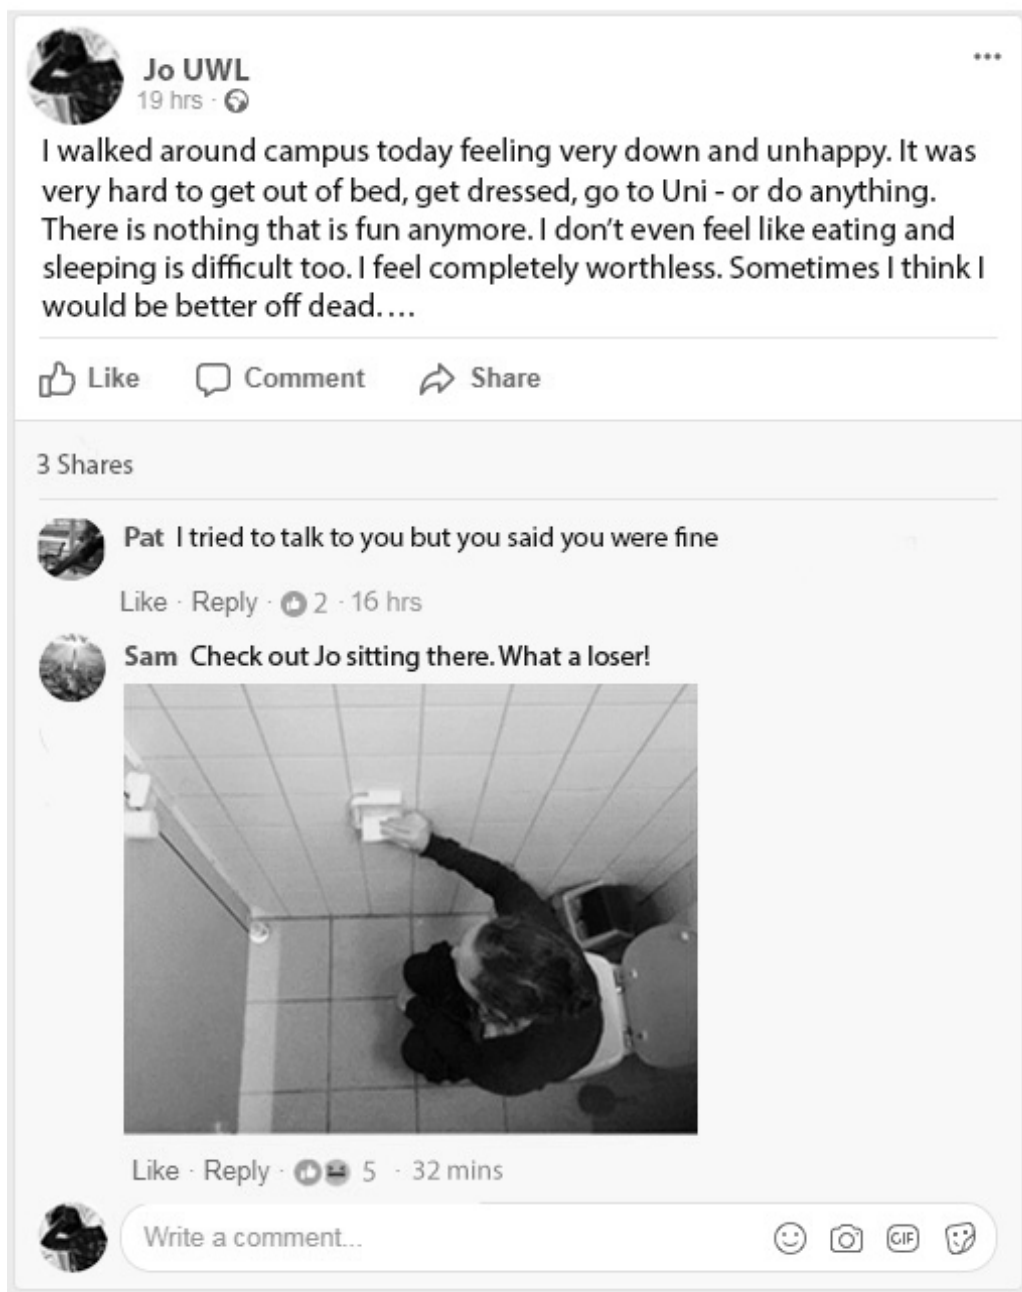 Jo UWL
19 hrs ·
I walked around campus today feeling very down and unhappy. It was
very hard to get out of bed, get dressed, go to Uni - or do anything.
There is nothing that is fun anymore. I don't even feel like eating and
sleeping is difficult too. I feel completely worthless. Sometimes I think I
would be better off dead....
Like Comment Share
3 Shares
Pat I tried to talk to you but you said you were fine
Like · Reply · 2 · 16 hrs
Sam Check out Jo sitting there. What a loser!
Like · Reply · 5 · 32 mins
Write a comment...
GIF